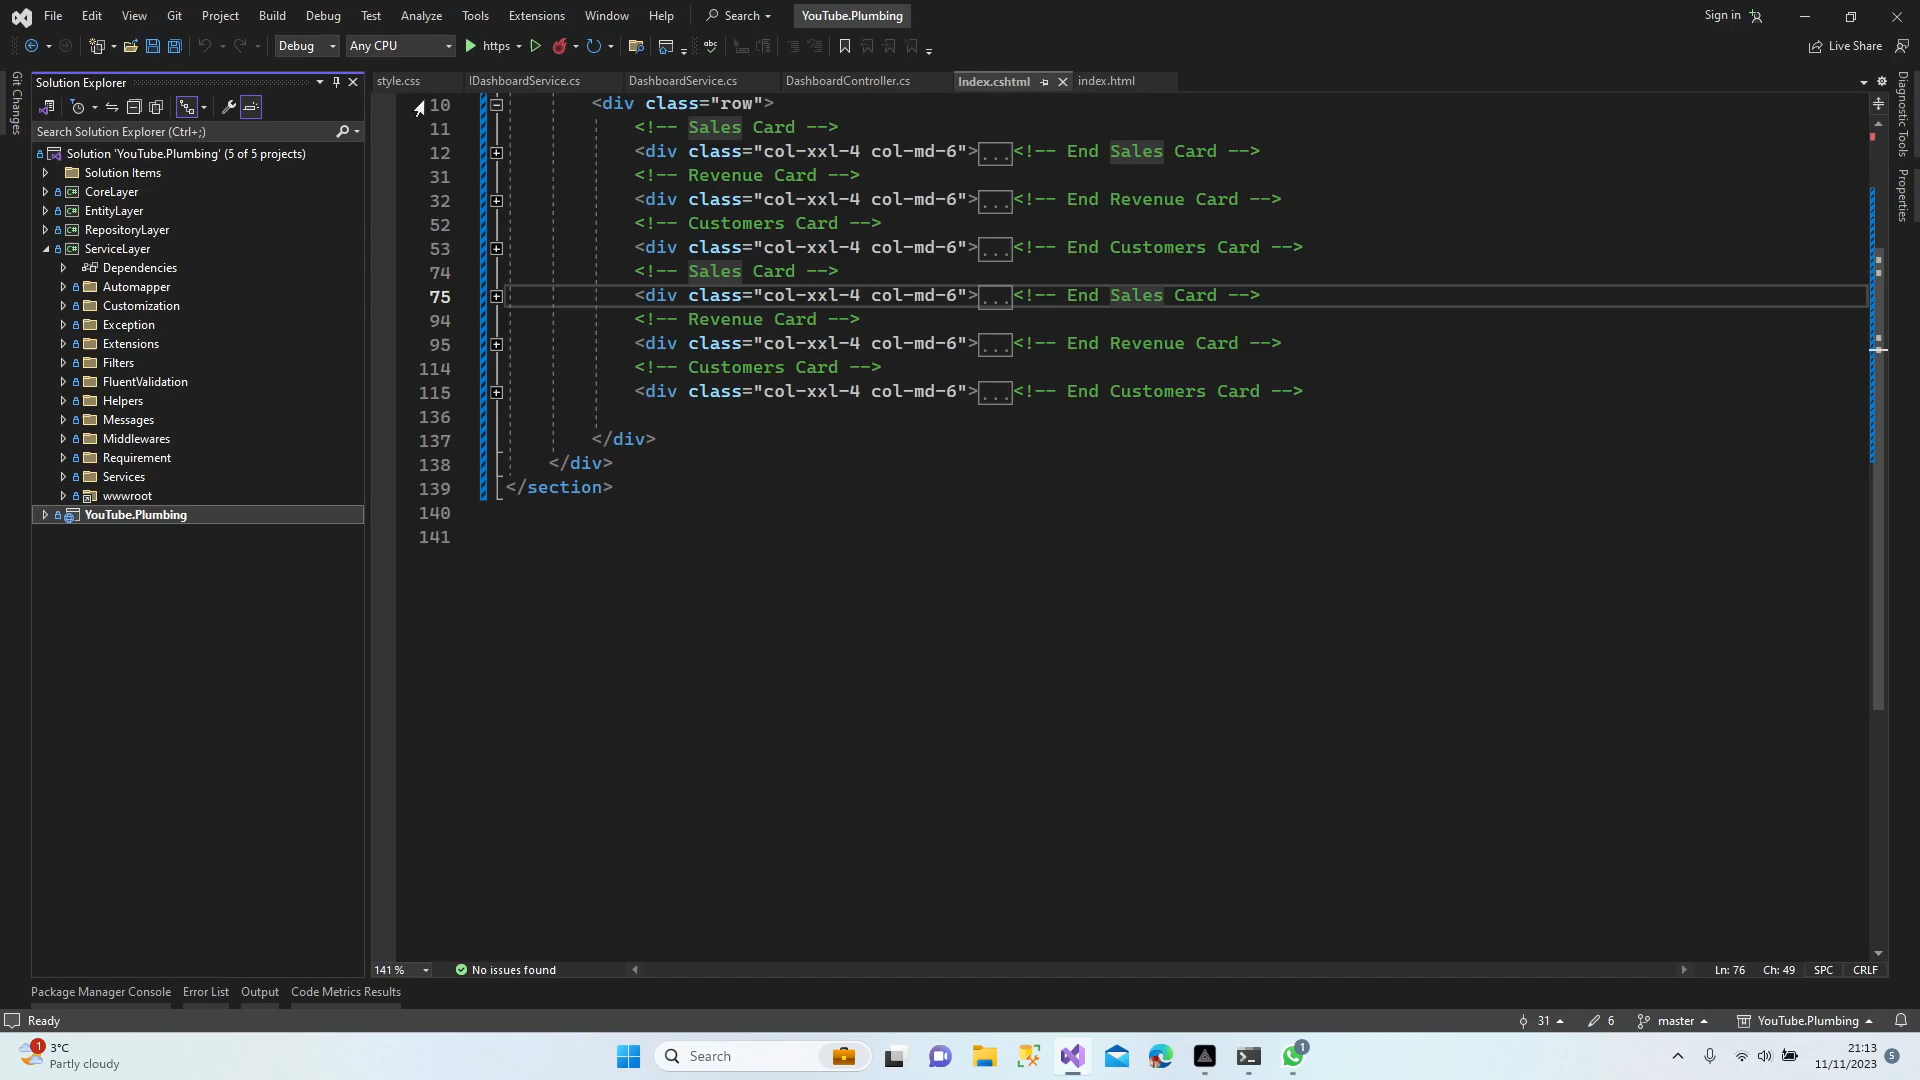 File Edit View Git Project Build Debug Test Analyze Tools Extensions Window Help Search YouTube.Plumbing Sign in
Debug Any CPU https Live Share
Git Changes
Solution Explorer
Search Solution Explorer (Ctrl+;)
Solution 'YouTube.Plumbing' (5 of 5 projects)
Solution Items
CoreLayer
EntityLayer
RepositoryLayer
ServiceLayer
Dependencies
Automapper
Customization
Exception
Extensions
Filters
FluentValidation
Helpers
Messages
Middlewares
Requirement
Services
wwwroot
YouTube.Plumbing
style.css IDashboardService.cs DashboardService.cs DashboardController.cs Index.cshtml index.html
10 <div class="row">
11 <!-- Sales Card -->
12 <div class="col-xxl-4 col-md-6">...<!-- End Sales Card -->
31 <!-- Revenue Card -->
32 <div class="col-xxl-4 col-md-6">...<!-- End Revenue Card -->
52 <!-- Customers Card -->
53 <div class="col-xxl-4 col-md-6">...<!-- End Customers Card -->
74 <!-- Sales Card -->
75 <div class="col-xxl-4 col-md-6">...<!-- End Sales Card -->
94 <!-- Revenue Card -->
95 <div class="col-xxl-4 col-md-6">...<!-- End Revenue Card -->
114 <!-- Customers Card -->
115 <div class="col-xxl-4 col-md-6">...<!-- End Customers Card -->
136
137 </div>
138 </div>
139 </section>
140
141
Diagnostic Tools
Properties
141 % No issues found Ln: 76 Ch: 49 SPC CRLF
Package Manager Console Error List Output Code Metrics Results
Ready 31 6 master YouTube.Plumbing
1 3°C
Partly cloudy
Search
1
21:13
11/11/2023
5